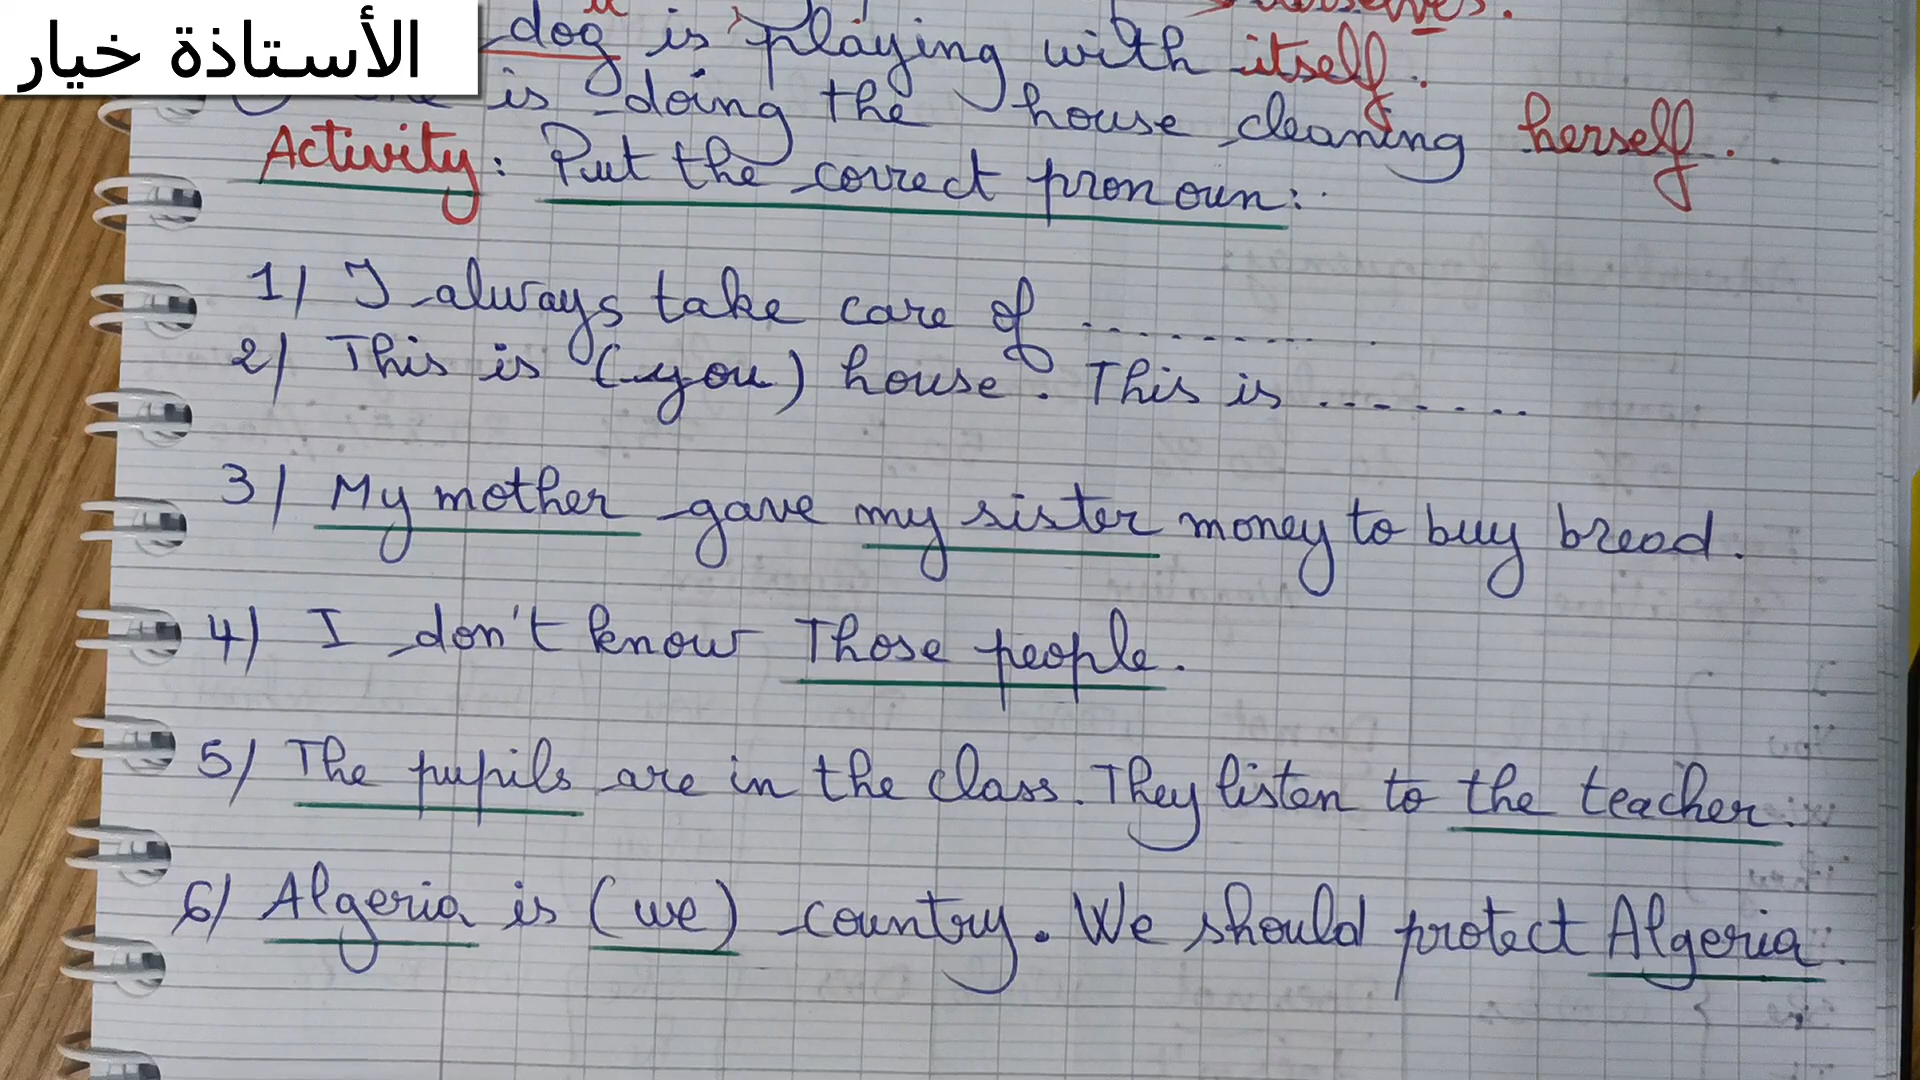 الأستاذة خيار
dog is playing with itself.
is doing the house cleaning herself.
Activity: Put the correct pronoun:
1) I always take care of ............
2) This is (you) house. This is ........
3) My mother gave my sister money to buy bread.
4) I don't know those people.
5) The pupils are in the class. They listen to the teacher.
6) Algeria is (we) country. We should protect Algeria.